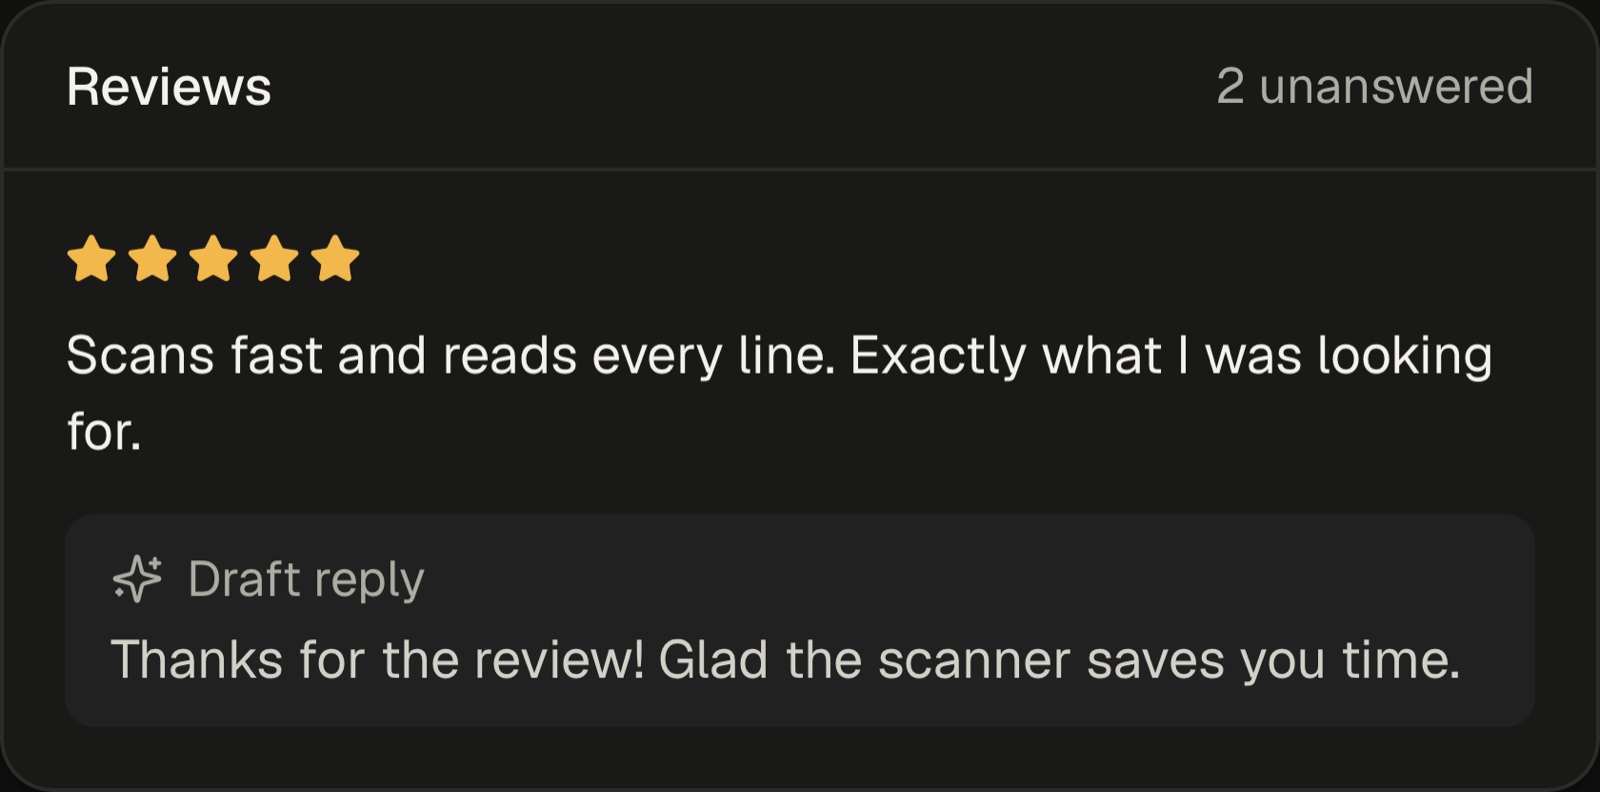 Reviews
2 unanswered
Scans fast and reads every line. Exactly what I was looking
for.
Draft reply
Thanks for the review! Glad the scanner saves you time.